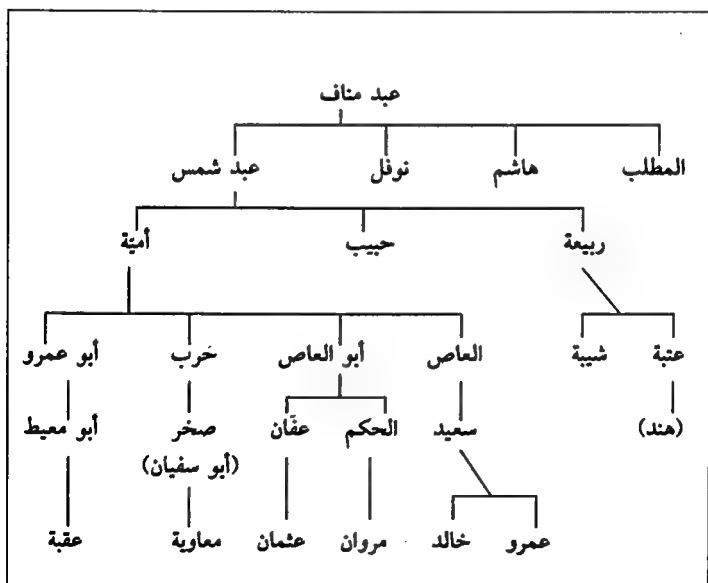 عبد مناف
المطلب هاشم نوفل عبد شمس
ربيعة حبيب أميّة
عتبة شيبة العاص أبو العاص حَرب أبو عمرو
(هند) سعيد الحكم عفّان صخر أبو معيط
(أبو سفيان)
عمرو خالد مروان عثمان معاوية عقبة